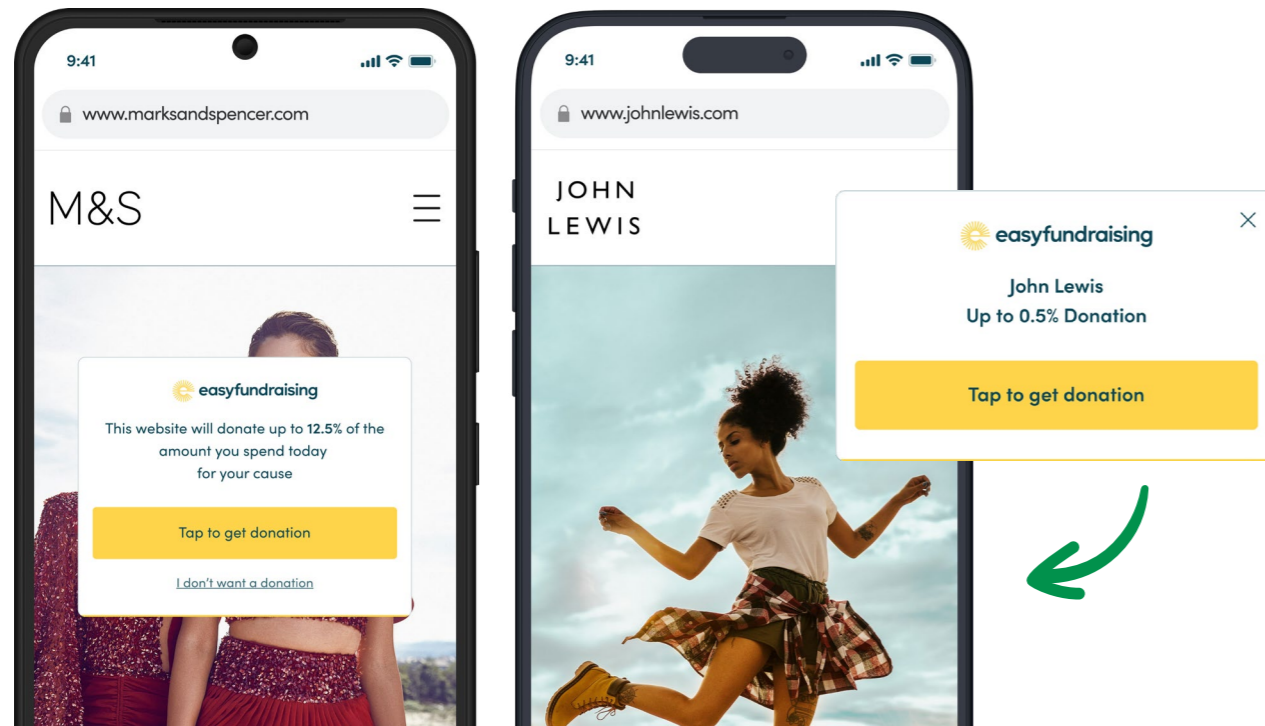 9:41
www.marksandspencer.com
M&S
easyfundraising
This website will donate up to 12.5% of the
amount you spend today
for your cause
Tap to get donation
I don't want a donation
9:41
www.johnlewis.com
JOHN
LEWIS
easyfundraising
John Lewis
Up to 0.5% Donation
Tap to get donation